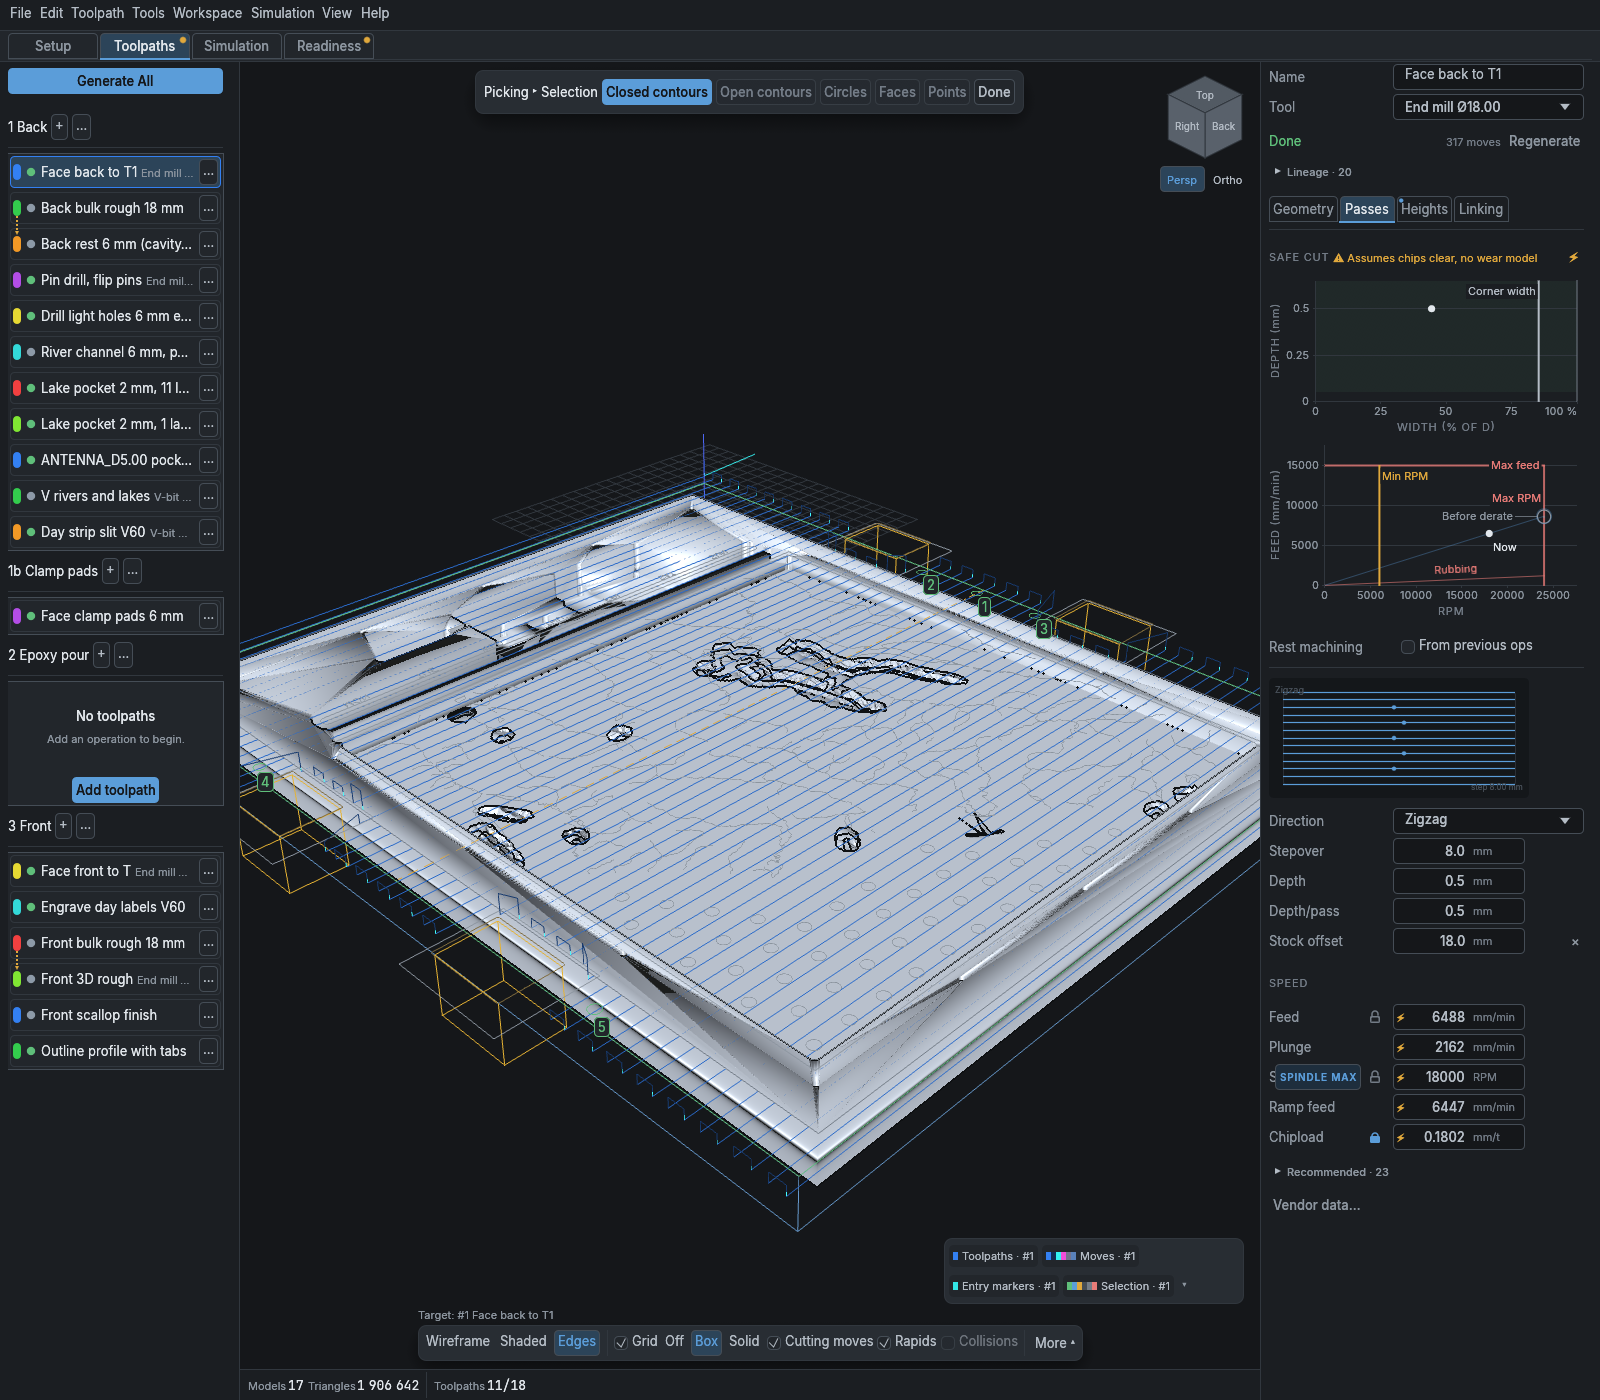 File Edit Toolpath Tools Workspace Simulation View Help
Setup Toolpaths Simulation Readiness
Generate All
1 Back + ...
Face back to T1 End mill ... ...
Back bulk rough 18 mm ...
Back rest 6 mm (cavity... ...
Pin drill, flip pins End mil... ...
Drill light holes 6 mm e... ...
River channel 6 mm, p... ...
Lake pocket 2 mm, 11 l... ...
Lake pocket 2 mm, 1 la... ...
ANTENNA_D5.00 pock... ...
V rivers and lakes V-bit ... ...
Day strip slit V60 V-bit ... ...
1b Clamp pads + ...
Face clamp pads 6 mm ...
2 Epoxy pour + ...
No toolpaths
Add an operation to begin.
Add toolpath
3 Front + ...
Face front to T End mill ... ...
Engrave day labels V60 ...
Front bulk rough 18 mm ...
Front 3D rough End mill ... ...
Front scallop finish ...
Outline profile with tabs ...
Picking ‣ Selection Closed contours Open contours Circles Faces Points Done
Top
Right Back
Persp Ortho
2
1
3
4
5
Toolpaths · #1 Moves · #1
Entry markers · #1 Selection · #1
Target: #1 Face back to T1
Wireframe Shaded Edges Grid Off Box Solid Cutting moves Rapids Collisions More
Models 17 Triangles 1 906 642 Toolpaths 11/18
Name Face back to T1
Tool End mill Ø18.00
Done 317 moves Regenerate
Lineage · 20
Geometry Passes Heights Linking
SAFE CUT Assumes chips clear, no wear model
Corner width
DEPTH (mm)
0.5
0.25
0
0 25 50 75 100 %
WIDTH (% OF D)
FEED (mm/min)
15000
10000
5000
0
Max feed
Min RPM
Max RPM
Before derate
Now
Rubbing
0 5000 10000 15000 20000 25000
RPM
Rest machining From previous ops
Zigzag
step 8.00 mm
Direction Zigzag
Stepover 8.0 mm
Depth 0.5 mm
Depth/pass 0.5 mm
Stock offset 18.0 mm ×
SPEED
Feed 6488 mm/min
Plunge 2162 mm/min
S SPINDLE MAX 18000 RPM
Ramp feed 6447 mm/min
Chipload 0.1802 mm/t
Recommended · 23
Vendor data...